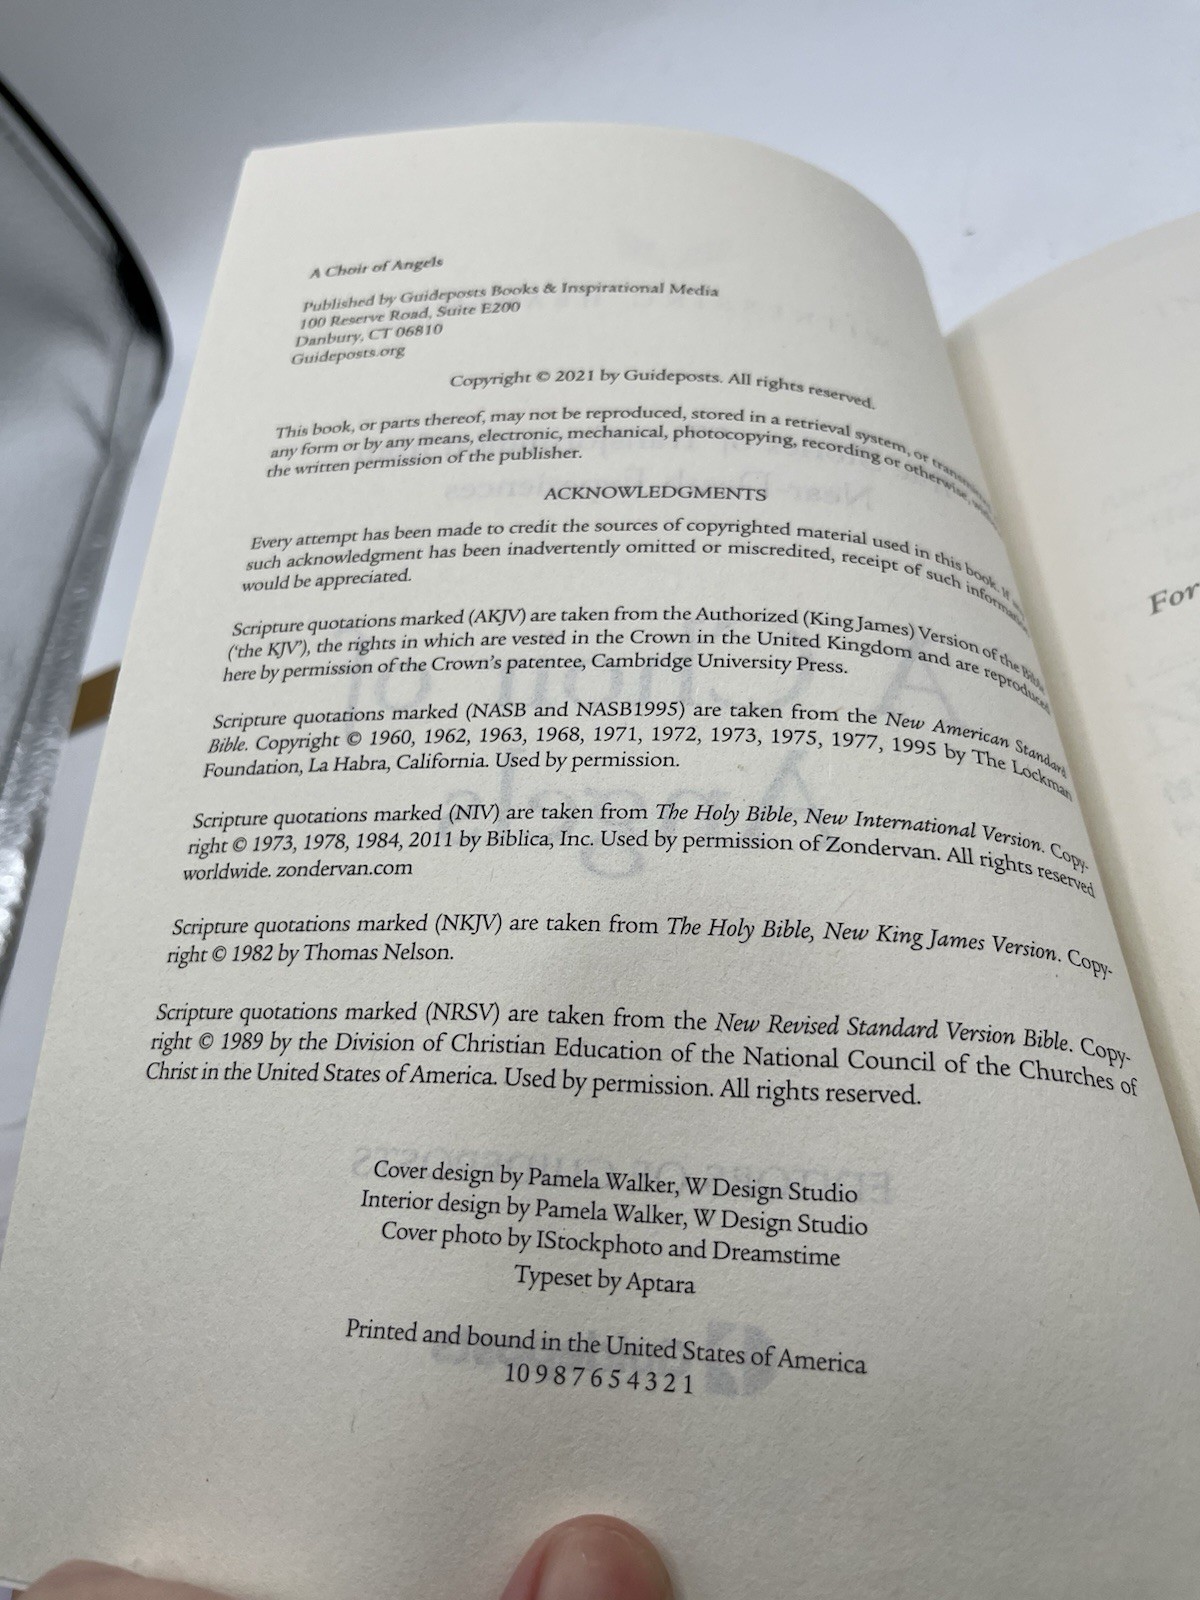 A Choir of Angels
Published by Guideposts Books & Inspirational Media
100 Reserve Road, Suite E200
Danbury, CT 06810
Guideposts.org
Copyright © 2021 by Guideposts. All rights reserved.
This book, or parts thereof, may not be reproduced, stored in a retrieval system, or
any form or by any means, electronic, mechanical, photocopying, recording or otherwise,
the written permission of the publisher.
ACKNOWLEDGMENTS
Every attempt has been made to credit the sources of copyrighted material used in this book. If any
such acknowledgment has been inadvertently omitted or miscredited, receipt of such information
would be appreciated.
Scripture quotations marked (AKJV) are taken from the Authorized (King James) Version of the Bible
('the KJV'), the rights in which are vested in the Crown in the United Kingdom and are reproduced
here by permission of the Crown's patentee, Cambridge University Press.
Scripture quotations marked (NASB and NASB1995) are taken from the New American Standard
Bible. Copyright © 1960, 1962, 1963, 1968, 1971, 1972, 1973, 1975, 1977, 1995 by The Lockman
Foundation, La Habra, California. Used by permission.
Scripture quotations marked (NIV) are taken from The Holy Bible, New International Version. Copy-
right © 1973, 1978, 1984, 2011 by Biblica, Inc. Used by permission of Zondervan. All rights reserved
worldwide. zondervan.com
Scripture quotations marked (NKJV) are taken from The Holy Bible, New King James Version. Copy-
right © 1982 by Thomas Nelson.
Scripture quotations marked (NRSV) are taken from the New Revised Standard Version Bible. Copy-
right © 1989 by the Division of Christian Education of the National Council of the Churches of
Christ in the United States of America. Used by permission. All rights reserved.
Cover design by Pamela Walker, W Design Studio
Interior design by Pamela Walker, W Design Studio
Cover photo by IStockphoto and Dreamstime
Typeset by Aptara
Printed and bound in the United States of America
10 9 8 7 6 5 4 3 2 1
For